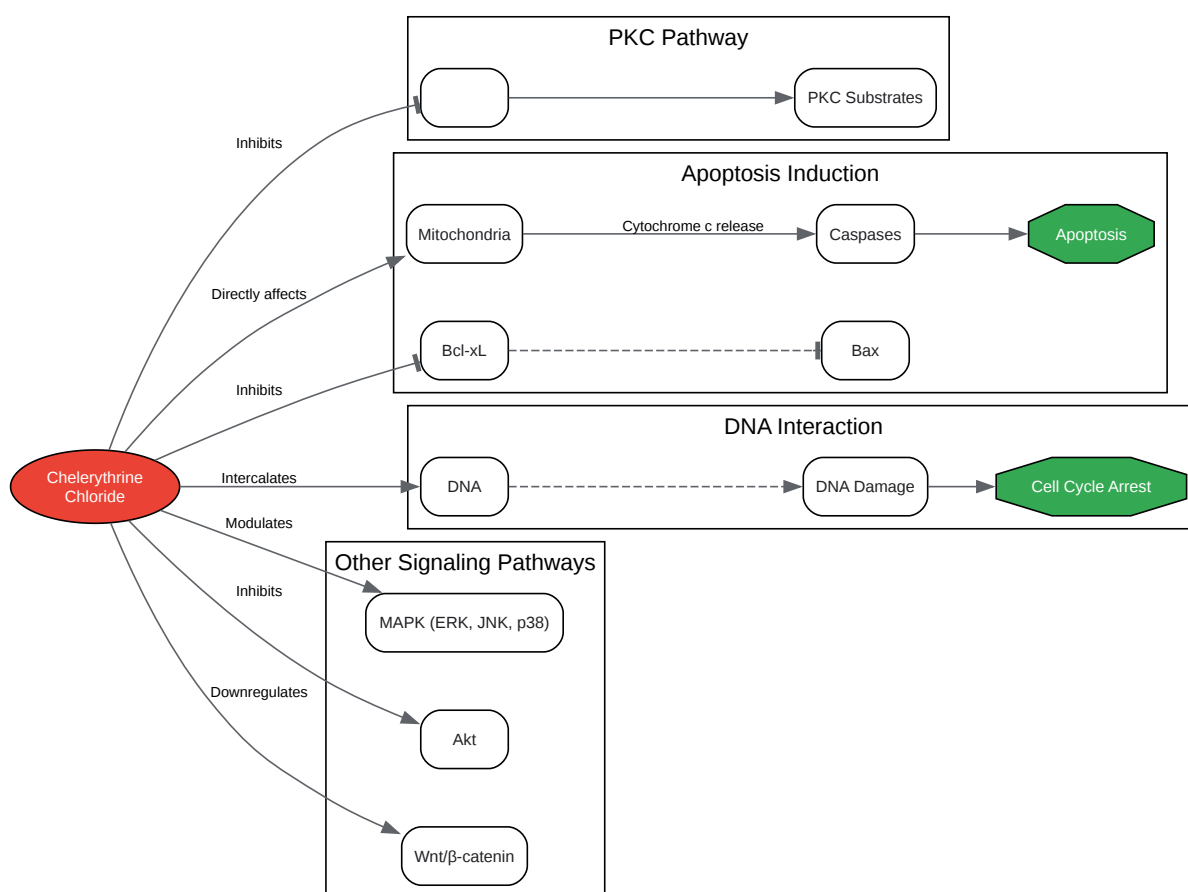 PKC Pathway
PKC Substrates
Inhibits
Apoptosis Induction
Mitochondria
Cytochrome c release
Caspases
Apoptosis
Directly affects
Bcl-xL
Bax
Inhibits
DNA Interaction
Chelerythrine
Chloride
Intercalates
DNA
DNA Damage
Cell Cycle Arrest
Modulates
Other Signaling Pathways
Inhibits
MAPK (ERK, JNK, p38)
Downregulates
Akt
Wnt/β-catenin